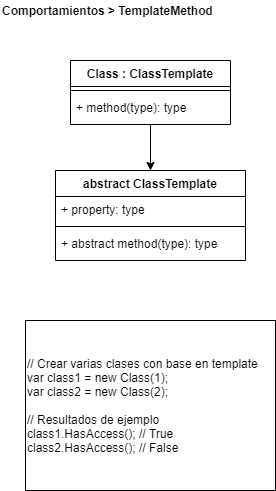 Comportamientos > TemplateMethod
Class : ClassTemplate
+ method(type): type
abstract ClassTemplate
+ property: type
+ abstract method(type): type
// Crear varias clases con base en template
var class1 = new Class(1);
var class2 = new Class(2);
// Resultados de ejemplo
class1.HasAccess(); // True
class2.HasAccess(); // False